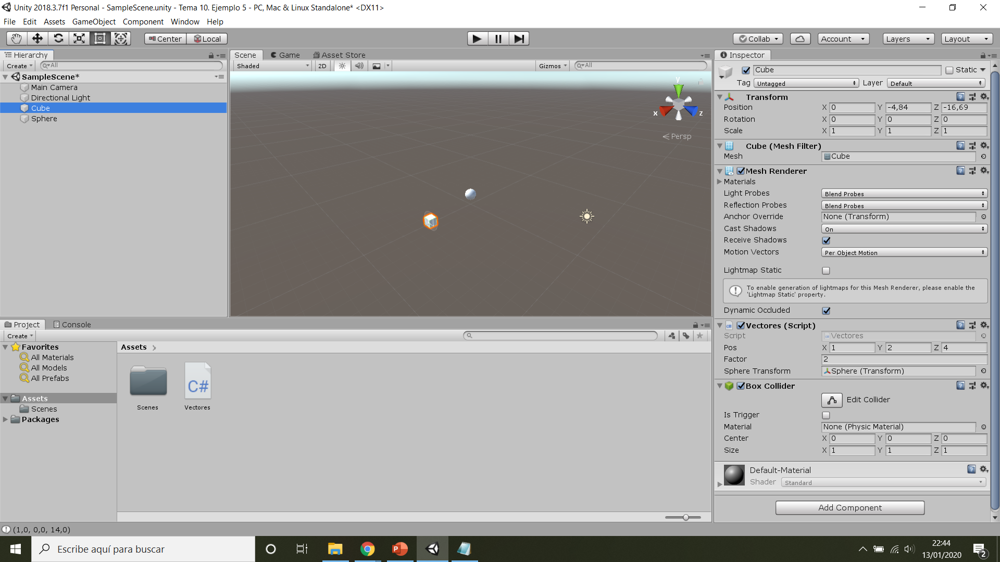 Unity 2018.3.7f1 Personal - SampleScene.unity - Tema 10. Ejemplo 5 - PC, Mac & Linux Standalone* <DX11>
File Edit Assets GameObject Component Window Help
Center Local Collab Account Layers Layout
Hierarchy
Create All
SampleScene*
Main Camera
Directional Light
Cube
Sphere
Scene Game Asset Store
Shaded 2D Gizmos All
y
x z
Persp
Inspector
Cube Static
Tag Untagged Layer Default
Transform
Position X 0 Y -4,84 Z -16,69
Rotation X 0 Y 0 Z 0
Scale X 1 Y 1 Z 1
Cube (Mesh Filter)
Mesh Cube
Mesh Renderer
Materials
Light Probes Blend Probes
Reflection Probes Blend Probes
Anchor Override None (Transform)
Cast Shadows On
Receive Shadows
Motion Vectors Per Object Motion
Lightmap Static
To enable generation of lightmaps for this Mesh Renderer, please enable the
'Lightmap Static' property.
Dynamic Occluded
Vectores (Script)
Script Vectores
Pos X 1 Y 2 Z 4
Factor 2
Sphere Transform Sphere (Transform)
Box Collider
Edit Collider
Is Trigger
Material None (Physic Material)
Center X 0 Y 0 Z 0
Size X 1 Y 1 Z 1
Default-Material
Shader Standard
Add Component
Project Console
Create
Favorites
All Materials
All Models
All Prefabs
Assets
Scenes
Packages
Assets
C#
Scenes Vectores
(1,0, 0,0, 14,0)
Escribe aquí para buscar
22:44
13/01/2020
2